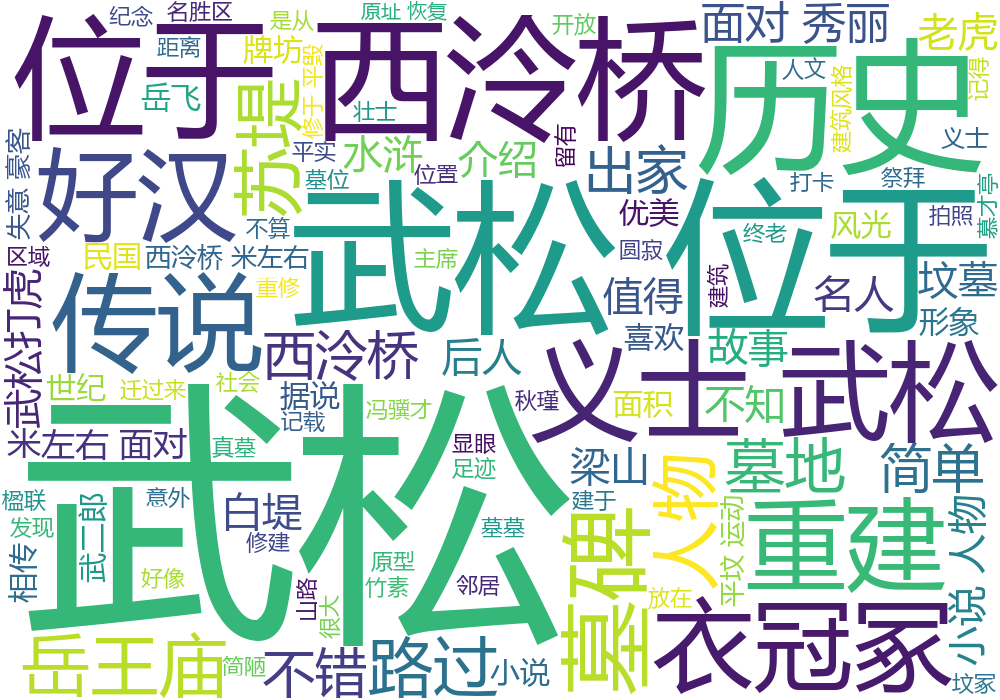 纪念
名胜区
是从
原址 恢复
开放
面对 秀丽
老虎
位于 西泠桥
距离
牌坊
修于 平毁
历史
人文
记得
岳飞
苏堤
壮士
建筑风格
义士
失意 豪客
好汉
平实
水浒
介绍
留有
出家
墓位
位置
打卡
祭拜
慕才亭
武松 位于
优美
风光
拍照
不算
终老
区域
民国
西泠桥 米左右
主席
圆寂
建筑
坟墓
传说
重修
值得
名人
武松打虎
西泠桥
后人
喜欢
故事
形象
义士 武松
世纪
迁过来
社会
据说
记载
冯骥才
秋瑾
面积
不知
武松
米左右 面对
真墓
显眼
足迹
梁山
墓地
简单
楹联
发现
武二郎
意外
白堤
建于
墓碑
人物
平坟 运动
重建
人物
修建
原型
墓墓
相传
好像
竹素
邻居
山路
很大
放在
衣冠冢
小说
岳王庙
简陋
不错
路过
小说
坟冢